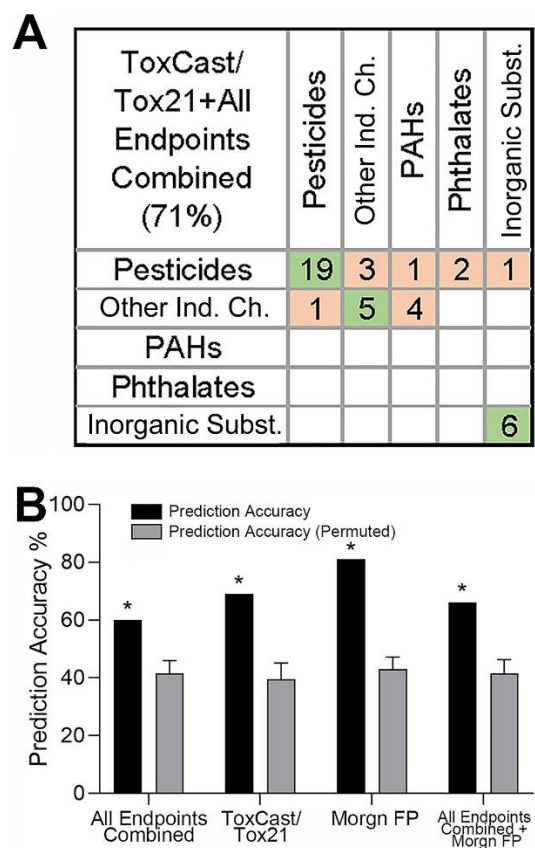 A
ToxCast/
Tox21+All
Endpoints
Combined
(71%)
Pesticides
Other Ind. Ch.
PAHs
Phthalates
Inorganic Subst.
Pesticides 19 3 1 2 1
Other Ind. Ch. 1 5 4
PAHs
Phthalates
Inorganic Subst. 6
B
Prediction Accuracy %
100
80
60
40
20
0
Prediction Accuracy
Prediction Accuracy (Permuted)
* * * *
All Endpoints
Combined
ToxCast/
Tox21
Morgn FP
All Endpoints
Combined +
Morgn FP